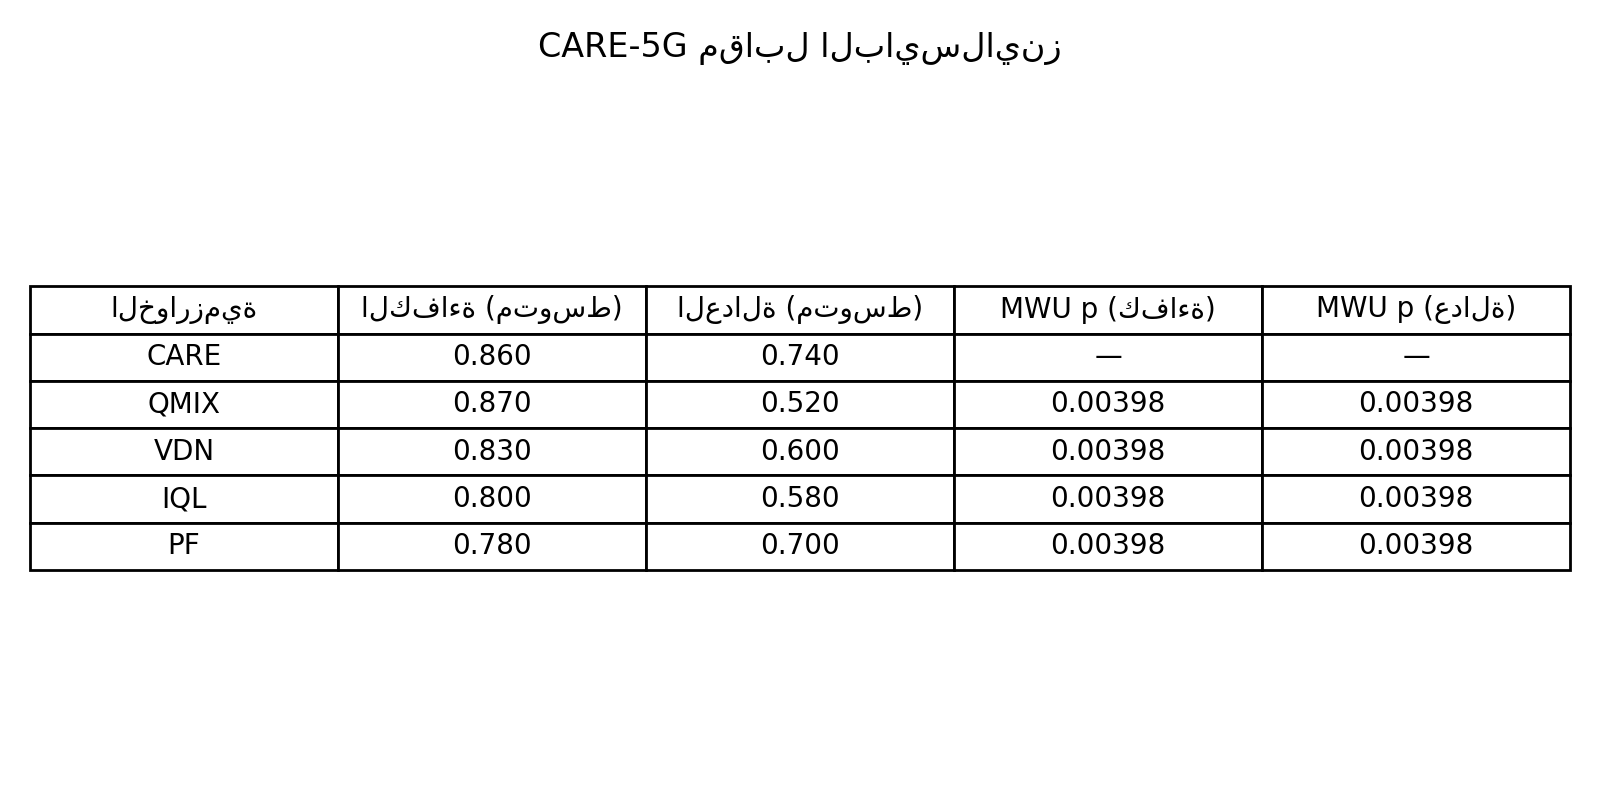 CARE-5G مقابل البايسلاينز
الخوارزمية الكفاءة (متوسط) العدالة (متوسط) MWU p (كفاءة) MWU p (عدالة)
CARE 0.860 0.740 — —
QMIX 0.870 0.520 0.00398 0.00398
VDN 0.830 0.600 0.00398 0.00398
IQL 0.800 0.580 0.00398 0.00398
PF 0.780 0.700 0.00398 0.00398